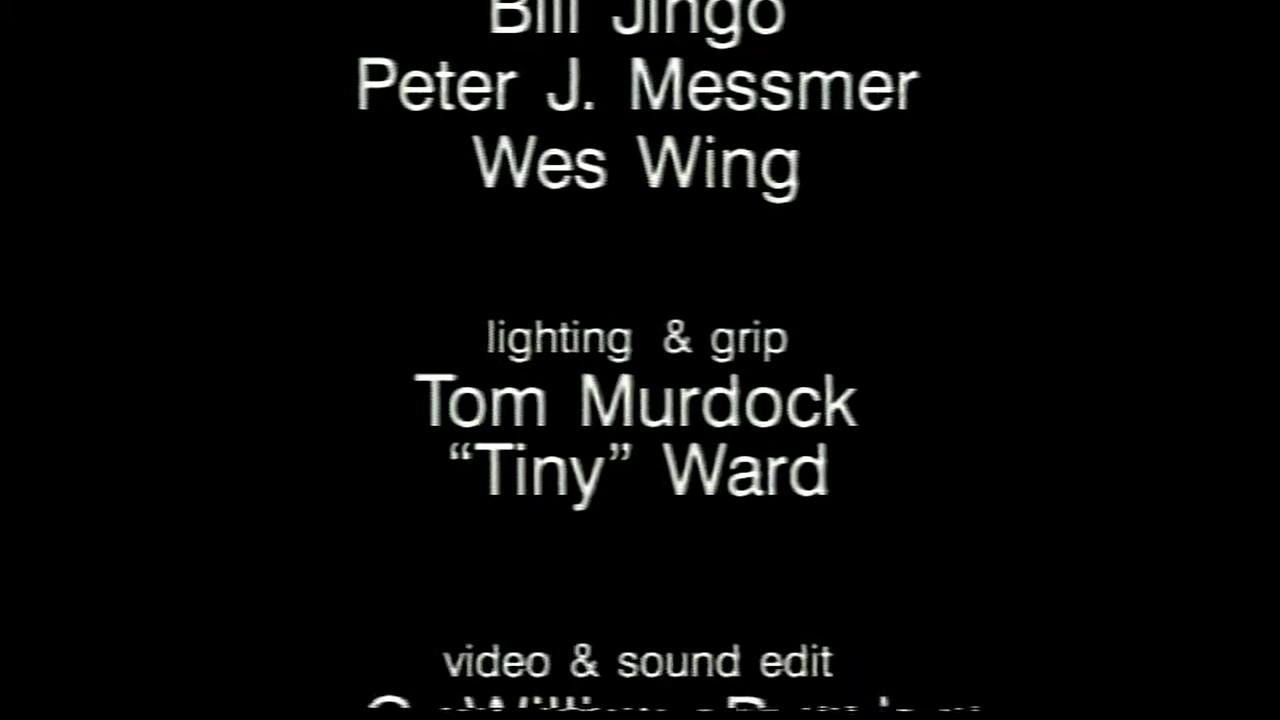 Bill Jingo
Peter J. Messmer
Wes Wing
lighting & grip
Tom Murdock
“Tiny” Ward
video & sound edit